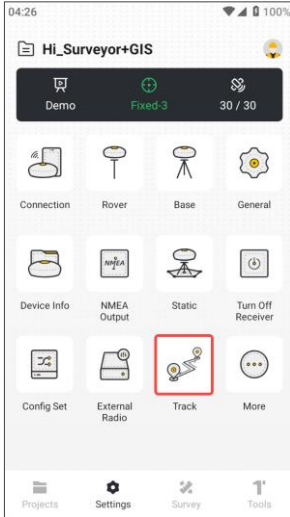 04:26
100%
Hi_Surveyor+GIS
Demo
Fixed-3
30 / 30
Connection
Rover
Base
General
NMEA
Device Info
NMEA
Output
Static
Turn Off
Receiver
Config Set
External
Radio
Track
More
Projects
Settings
Survey
Tools